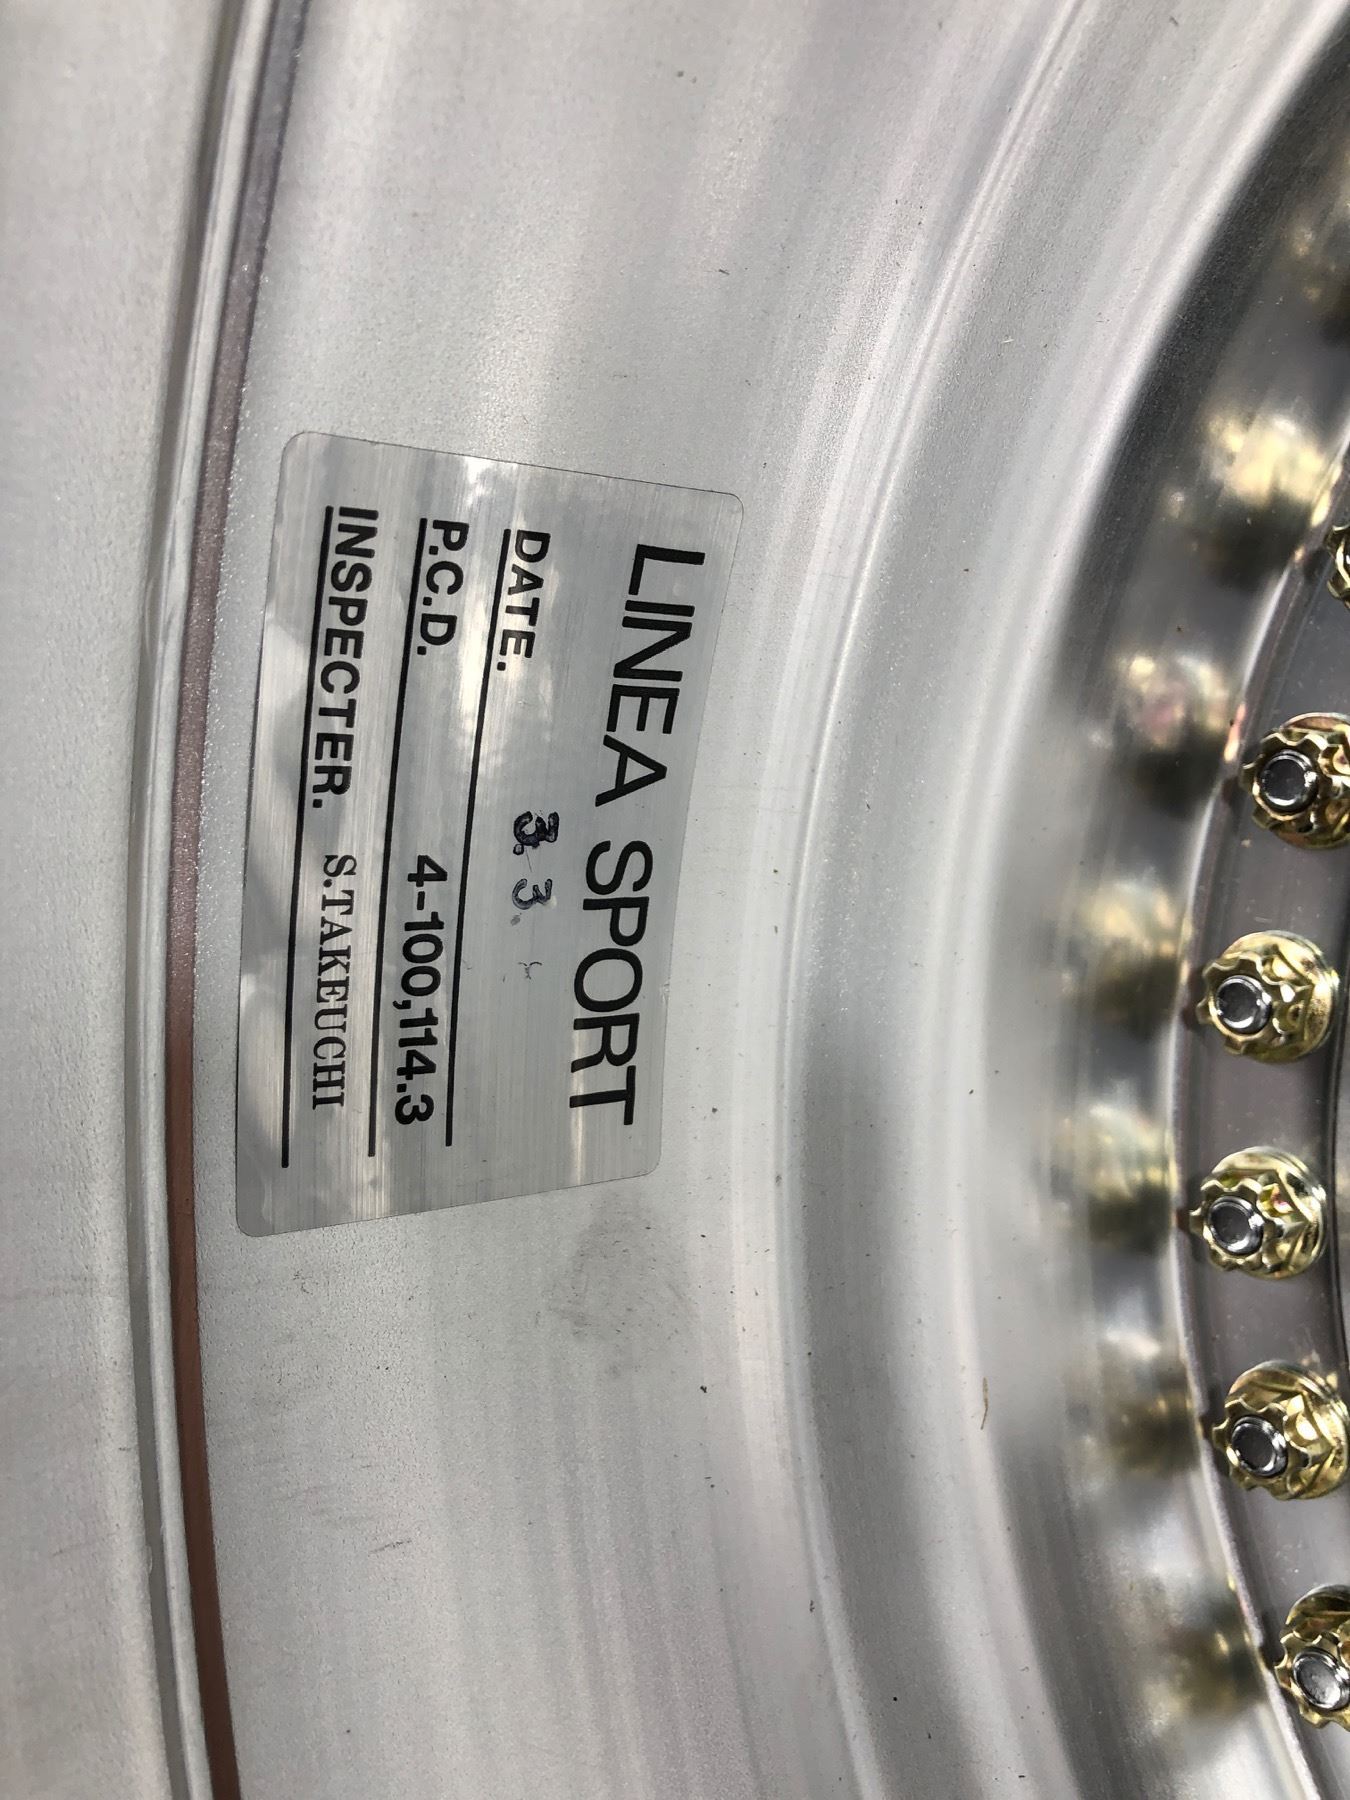 LINEA SPORT
DATE. 3. 3.
P.C.D. 4-100,114.3
INSPECTER. S.TAKEUCHI